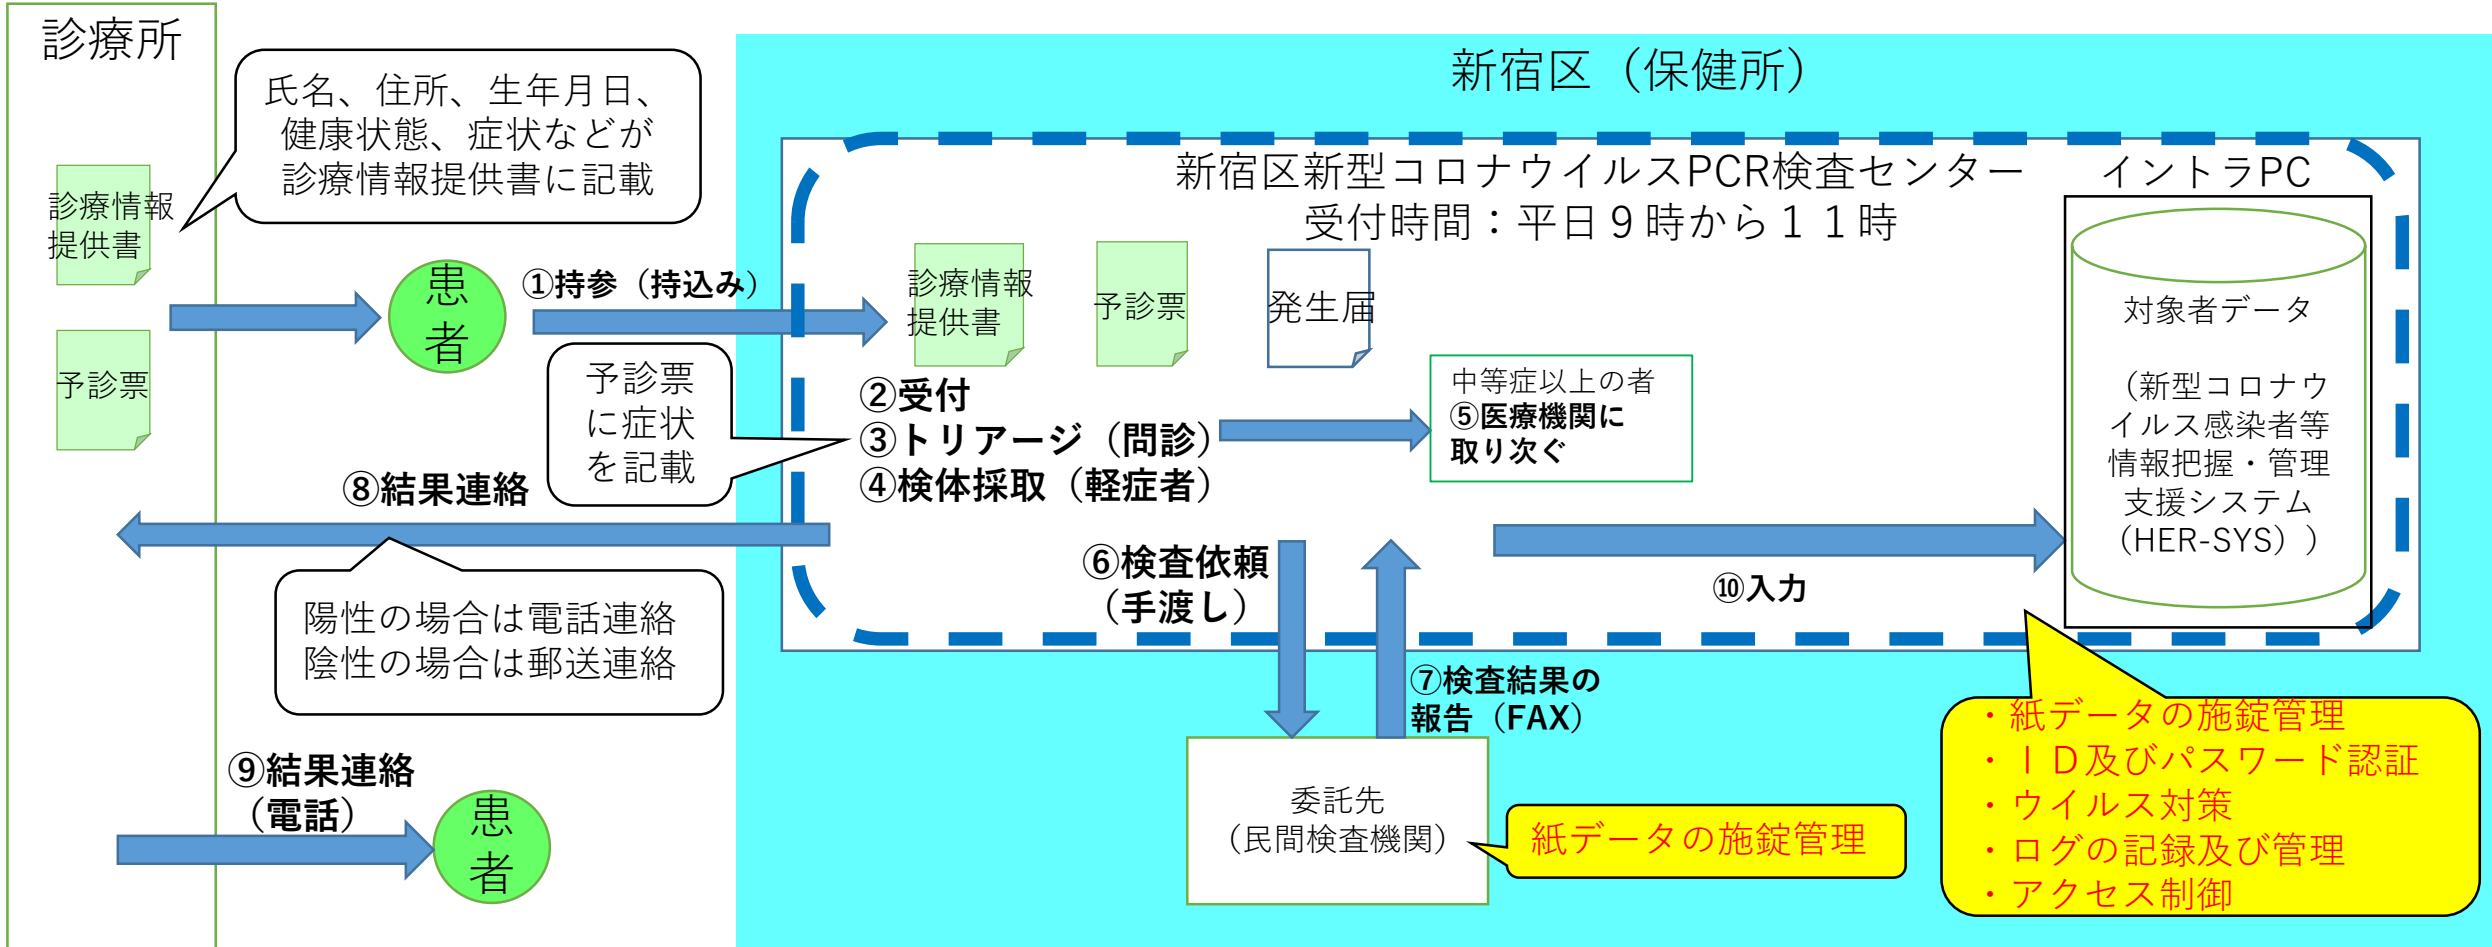 診療所
氏名、住所、生年月日、
健康状態、症状などが
診療情報提供書に記載
診療情報
提供書
予診票
患
者
①持参（持込み）
予診票
に症状
を記載
⑧結果連絡
陽性の場合は電話連絡
陰性の場合は郵送連絡
⑨結果連絡
（電話）
患
者
新宿区（保健所）
新宿区新型コロナウイルスPCR検査センター
受付時間：平日９時から１１時
診療情報
提供書
予診票
発生届
②受付
③トリアージ（問診）
④検体採取（軽症者）
中等症以上の者
⑤医療機関に
取り次ぐ
⑥検査依頼
（手渡し）
⑦検査結果の
報告（FAX）
⑩入力
イントラPC
対象者データ
（新型コロナウ
イルス感染者等
情報把握・管理
支援システム
（HER-SYS））
委託先
（民間検査機関）
紙データの施錠管理
・紙データの施錠管理
・ＩＤ及びパスワード認証
・ウイルス対策
・ログの記録及び管理
・アクセス制御